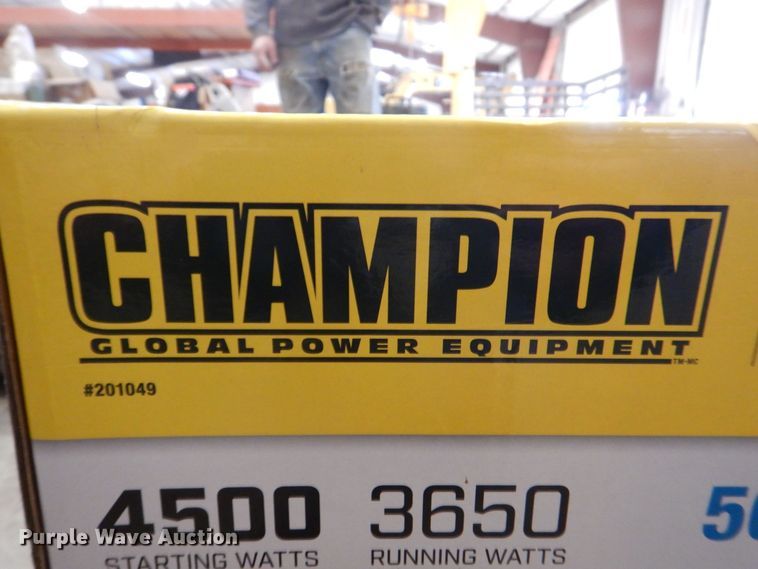 CHAMPION
GLOBAL POWER EQUIPMENT
TM-MC
#201049
4500 3650
STARTING WATTS RUNNING WATTS
Purple Wave Auction